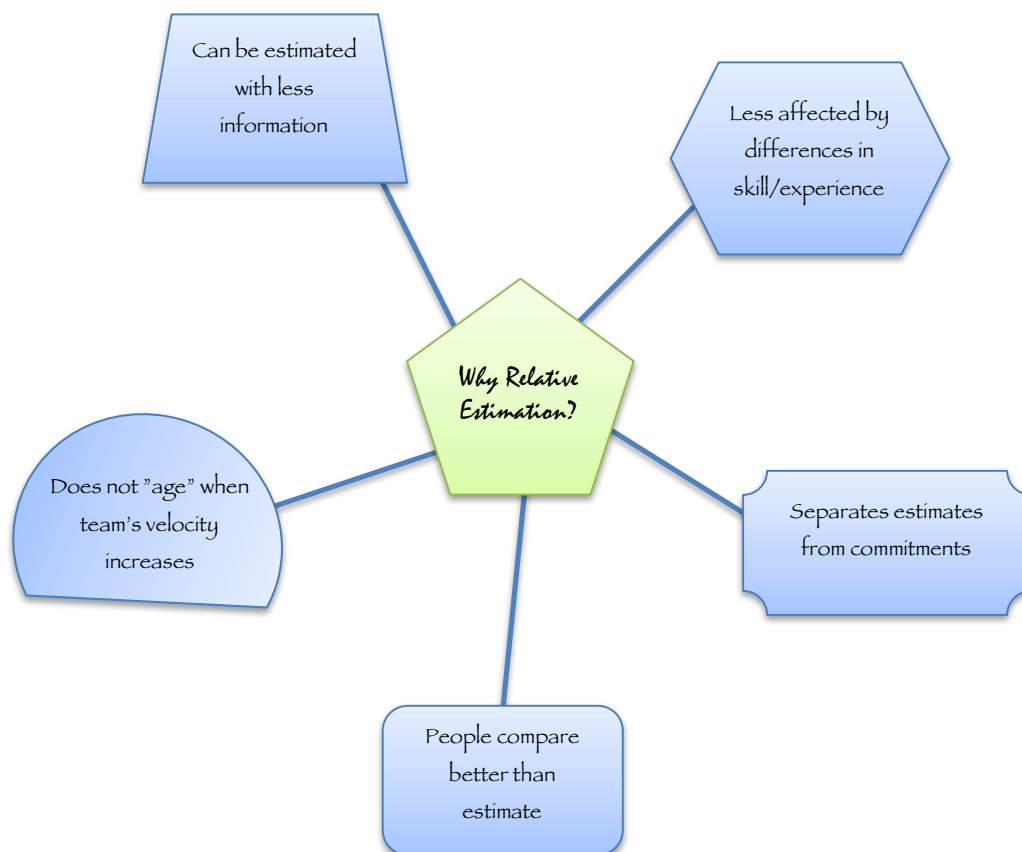 Can be estimated
with less
information
Less affected by
differences in
skill/experience
Why Relative
Estimation?
Does not "age" when
team's velocity
increases
Separates estimates
from commitments
People compare
better than
estimate